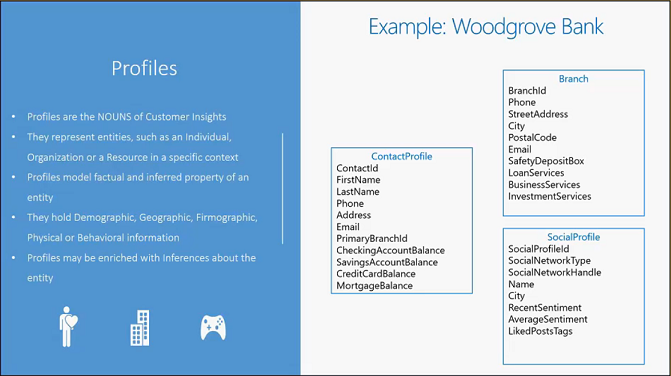 Profiles
• Profiles are the NOUNS of Customer Insights
• They represent entities, such as an Individual,
Organization or a Resource in a specific context
• Profiles model factual and inferred property of an
entity
• They hold Demographic, Geographic, Firmographic,
Physical or Behavioral information
• Profiles may be enriched with Inferences about the
entity
Example: Woodgrove Bank
ContactProfile
ContactId
FirstName
LastName
Phone
Address
Email
PrimaryBranchId
CheckingAccountBalance
SavingsAccountBalance
CreditCardBalance
MortgageBalance
Branch
BranchId
Phone
StreetAddress
City
PostalCode
Email
SafetyDepositBox
LoanServices
BusinessServices
InvestmentServices
SocialProfile
SocialProfileId
SocialNetworkType
SocialNetworkHandle
Name
City
RecentSentiment
AverageSentiment
LikedPostsTags